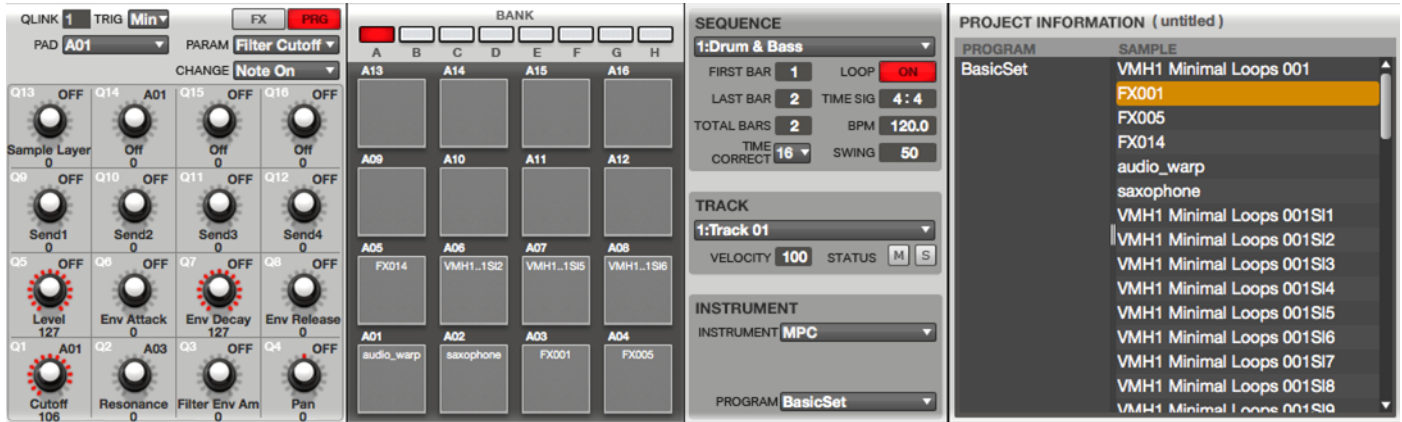 QLINK 1 TRIG Min FX PRG
PAD A01 PARAM Filter Cutoff
CHANGE Note On
Q13 OFF Q14 A01 Q15 OFF Q16 OFF
Sample Layer Off Off Off
0 0 0 0
Q9 OFF Q10 OFF Q11 OFF Q12 OFF
Send1 Send2 Send3 Send4
0 0 0 0
Q5 OFF Q6 OFF Q7 OFF Q8 OFF
Level Env Attack Env Decay Env Release
127 0 127 0
Q1 A01 Q2 A03 Q3 OFF Q4 OFF
Cutoff Resonance Filter Env Am Pan
106 0 0 0
BANK
A B C D E F G H
A13 A14 A15 A16
A09 A10 A11 A12
A05 A06 A07 A08
FX014 VMH1..1Sl2 VMH1..1Sl5 VMH1..1Sl6
A01 A02 A03 A04
audio_warp saxophone FX001 FX005
SEQUENCE
1:Drum & Bass
FIRST BAR 1 LOOP ON
LAST BAR 2 TIME SIG 4:4
TOTAL BARS 2 BPM 120.0
TIME CORRECT 16 SWING 50
TRACK
1:Track 01
VELOCITY 100 STATUS M S
INSTRUMENT
INSTRUMENT MPC
PROGRAM BasicSet
PROJECT INFORMATION ( untitled )
PROGRAM SAMPLE
BasicSet VMH1 Minimal Loops 001
FX001
FX005
FX014
audio_warp
saxophone
VMH1 Minimal Loops 001Sl1
VMH1 Minimal Loops 001Sl2
VMH1 Minimal Loops 001Sl3
VMH1 Minimal Loops 001Sl4
VMH1 Minimal Loops 001Sl5
VMH1 Minimal Loops 001Sl6
VMH1 Minimal Loops 001Sl7
VMH1 Minimal Loops 001Sl8
VMH1 Minimal Loops 001Sl9